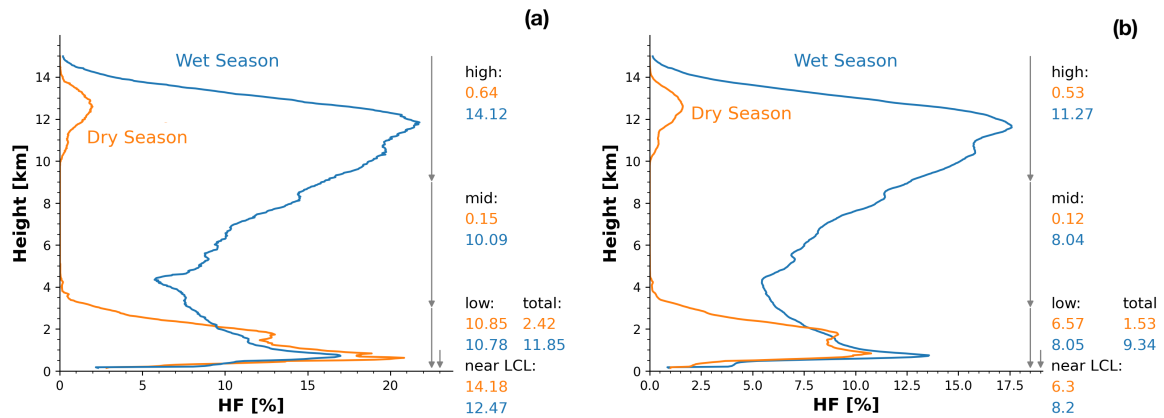 (a)
Wet Season
Dry Season
Height [km]
14
12
10
8
6
4
2
0
0 5 10 15 20
HF [%]
high:
0.64
14.12
mid:
0.15
10.09
low: total:
10.85 2.42
10.78 11.85
near LCL:
14.18
12.47
(b)
Wet Season
Dry Season
Height [km]
14
12
10
8
6
4
2
0
0.0 2.5 5.0 7.5 10.0 12.5 15.0 17.5
HF [%]
high:
0.53
11.27
mid:
0.12
8.04
low: total
6.57 1.53
8.05 9.34
near LCL:
6.3
8.2